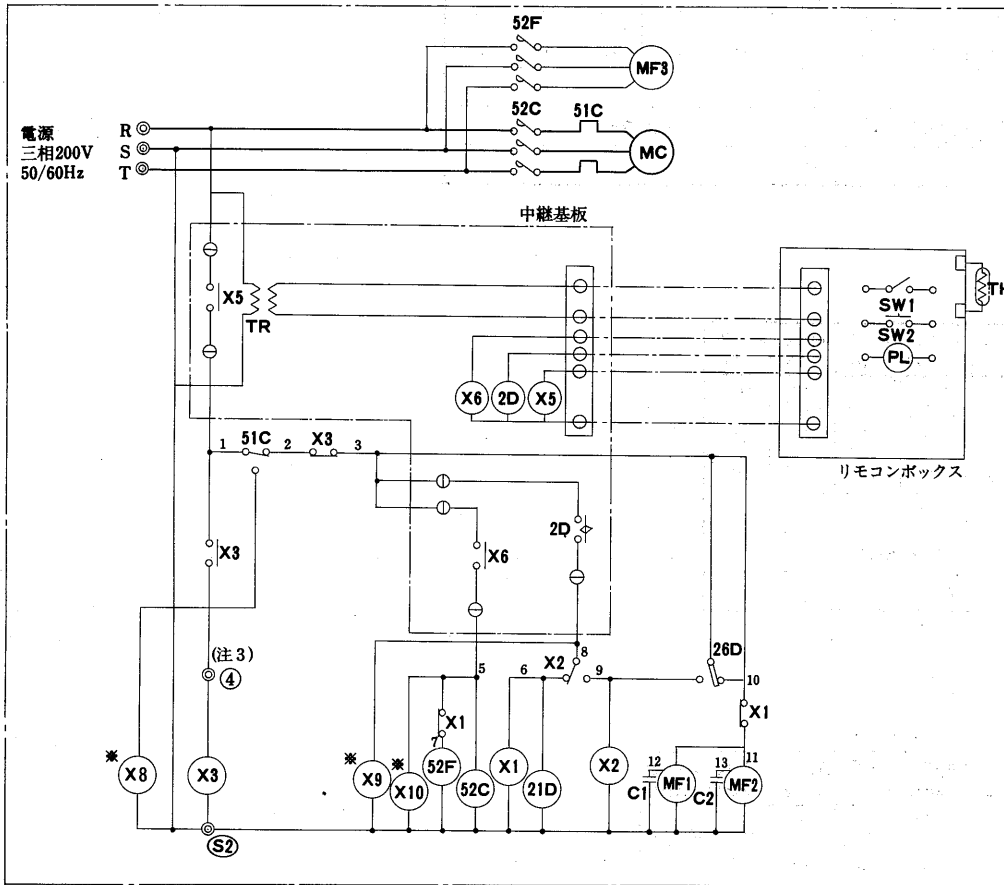 52F
MF3
52C
51C
電源
三相200V
50/60Hz
R
S
T
MC
中継基板
X5
TR
X6
2D
X5
SW1
SW2
PL
TH
リモコンボックス
1
51C
2
X3
3
X3
X6
2D
(注3)
④
5
6
X2
8
9
26D
10
X1
7
X1
※
X8
X3
※
X9
※
X10
52F
52C
X1
21D
X2
12
C1
MF1
13
C2
11
MF2
S2